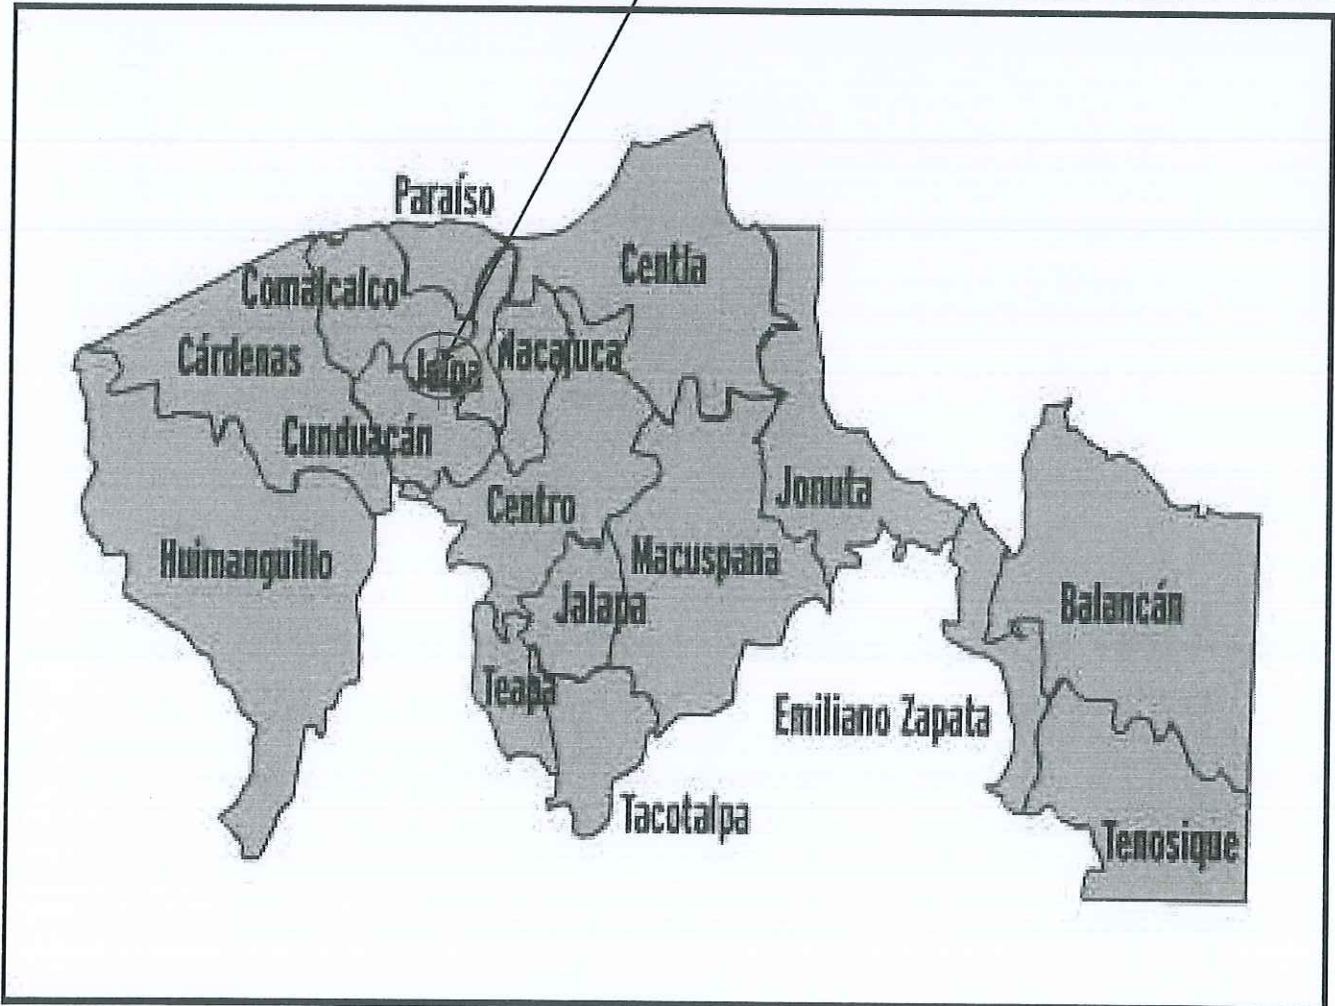 Paraíso
Centla
Comalcalco
Cárdenas
Jalpa
Nacajuca
Cunduacán
Centro
Jonuta
Huimanguillo
Macuspana
Jalapa
Balancán
Teapa
Emiliano Zapata
Tacotalpa
Tenosique